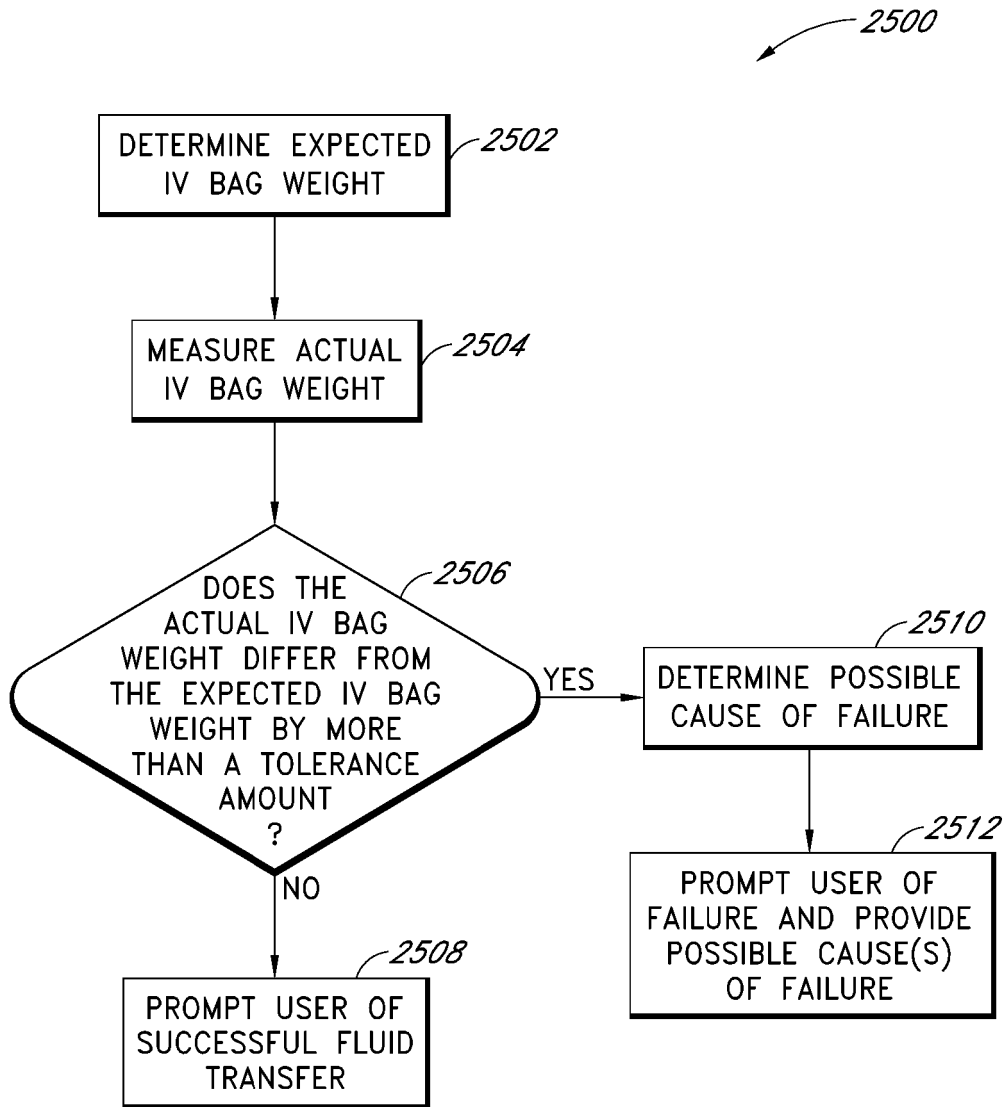 2500
DETERMINE EXPECTED
IV BAG WEIGHT
2502
MEASURE ACTUAL
IV BAG WEIGHT
2504
DOES THE
ACTUAL IV BAG
WEIGHT DIFFER FROM
THE EXPECTED IV BAG
WEIGHT BY MORE
THAN A TOLERANCE
AMOUNT
?
2506
YES
DETERMINE POSSIBLE
CAUSE OF FAILURE
2510
PROMPT USER OF
FAILURE AND PROVIDE
POSSIBLE CAUSE(S)
OF FAILURE
2512
NO
PROMPT USER OF
SUCCESSFUL FLUID
TRANSFER
2508